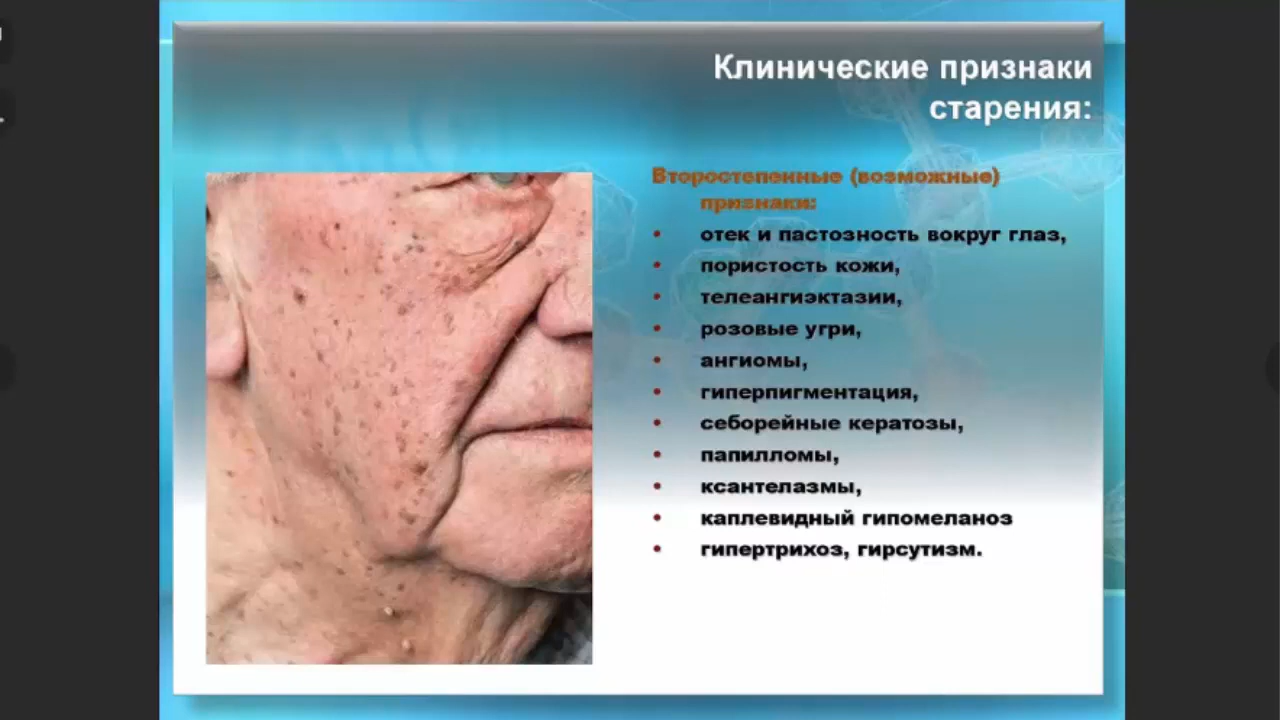 Клинические признаки
старения:
Второстепенные (возможные)
признаки:
• отек и пастозность вокруг глаз,
• пористость кожи,
• телеангиэктазии,
• розовые угри,
• ангиомы,
• гиперпигментация,
• себорейные кератозы,
• папилломы,
• ксантелазмы,
• каплевидный гипомеланоз
• гипертрихоз, гирсутизм.